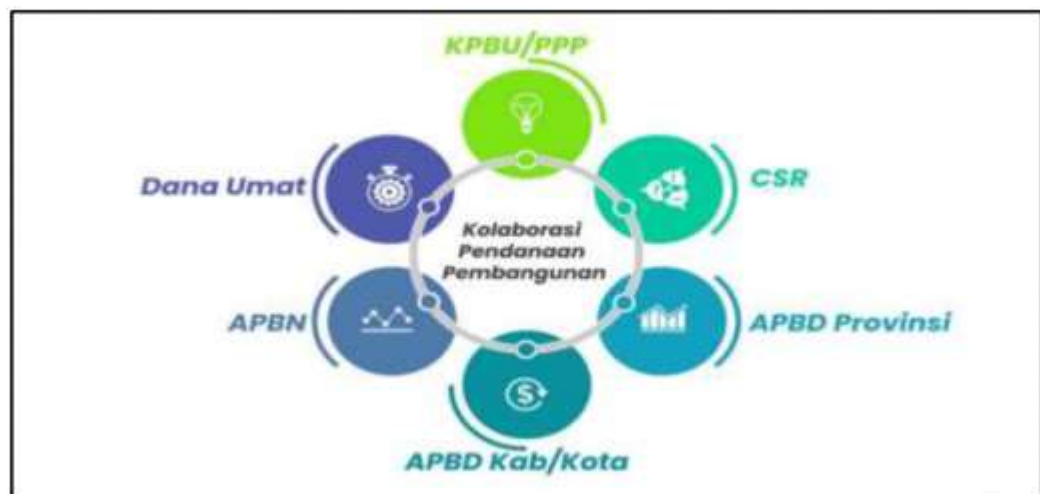 KPBU/PPP
Dana Umat
CSR
Kolaborasi
Pendanaan
Pembangunan
APBN
APBD Provinsi
APBD Kab/Kota